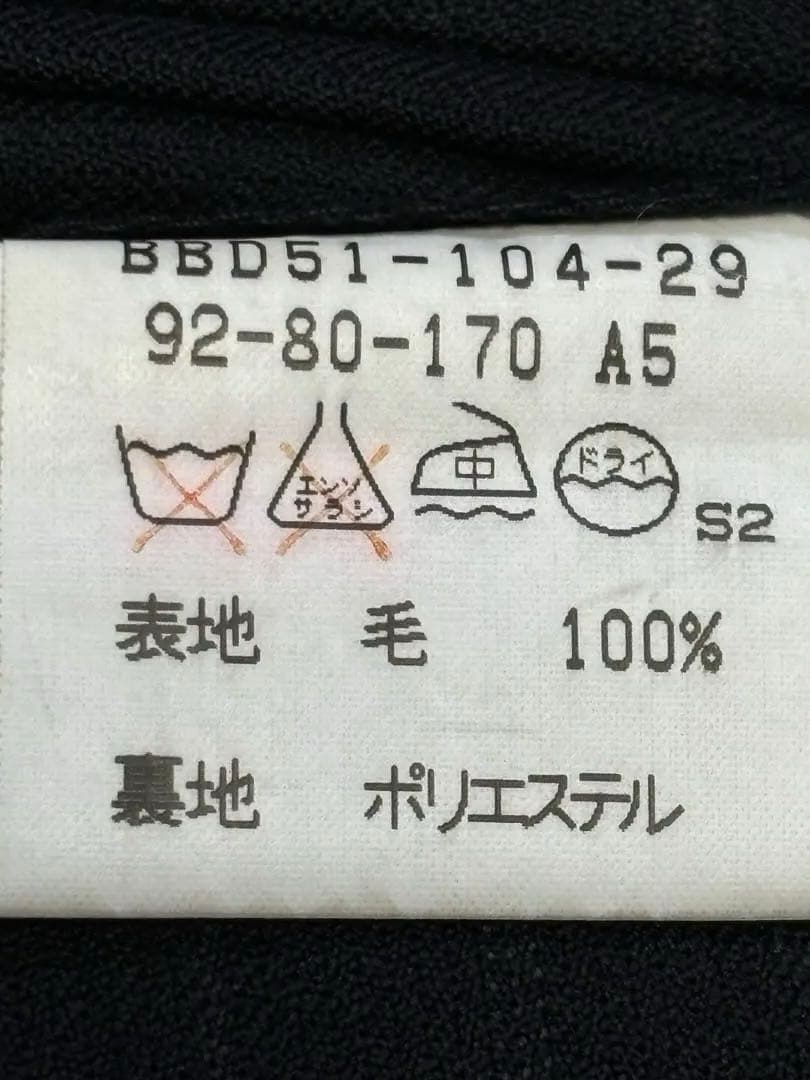 BBD51-104-29
92-80-170 A5
エンソ
サラシ
中
ドライ
S2
表地 毛 100%
裏地 ポリエステル